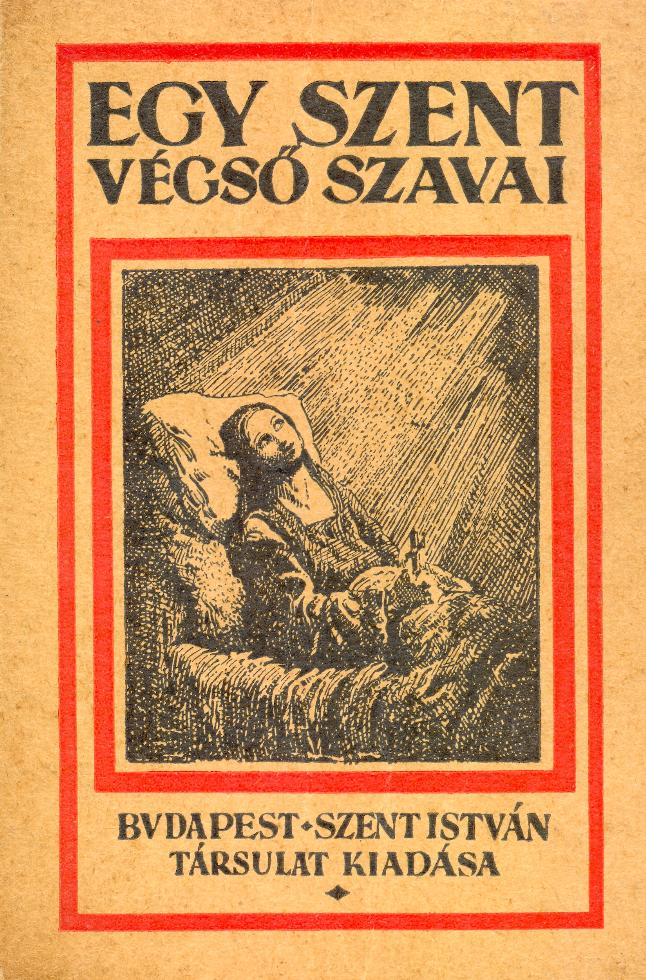 EGY SZENT
VÉGSŐ SZAVAI
BVDAPEST⬥SZENT ISTVÁN
TÁRSULAT KIADÁSA